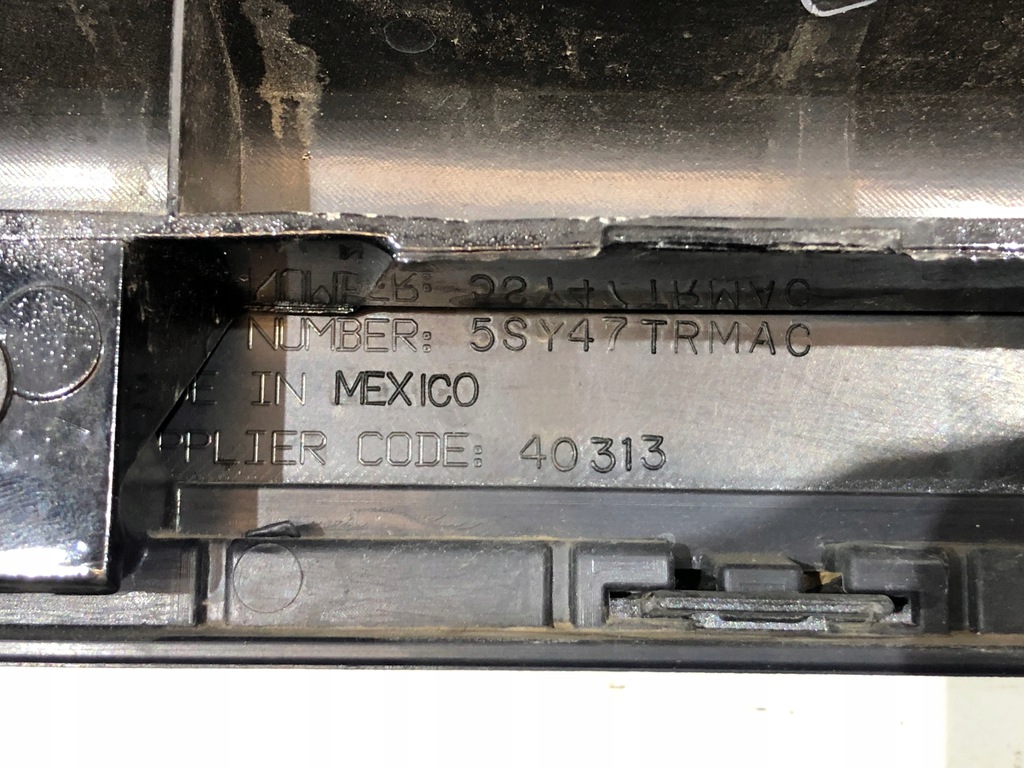 NUMBER: 5SY47TRMAC
E IN MEXICO
PPLIER CODE: 40313